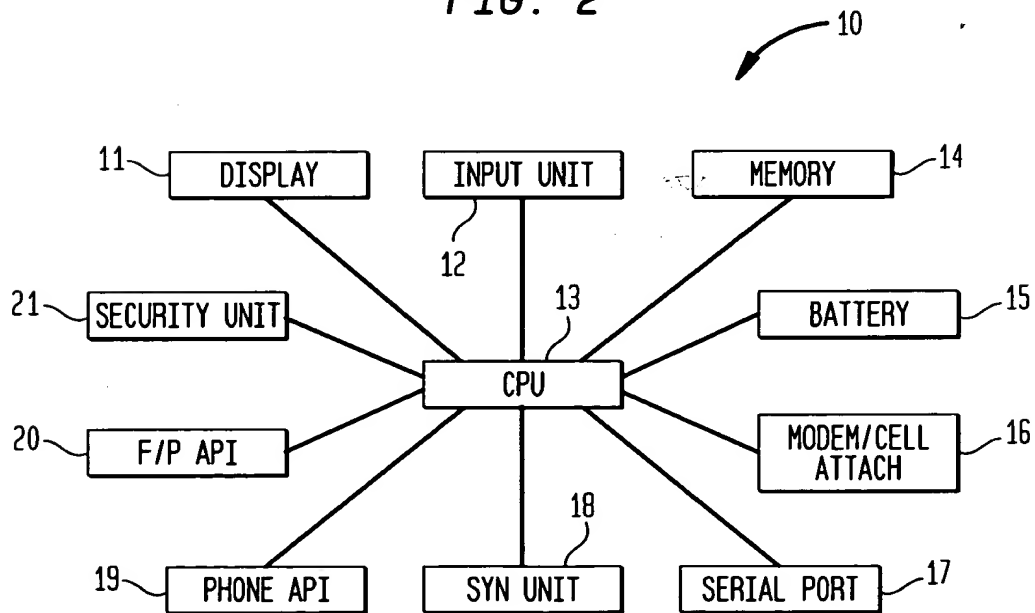 FIG. 2
10
11 DISPLAY
INPUT UNIT
12
MEMORY 14
21 SECURITY UNIT
13
CPU
BATTERY 15
20 F/P API
MODEM/CELL
ATTACH
16
19 PHONE API
18
SYN UNIT
SERIAL PORT 17